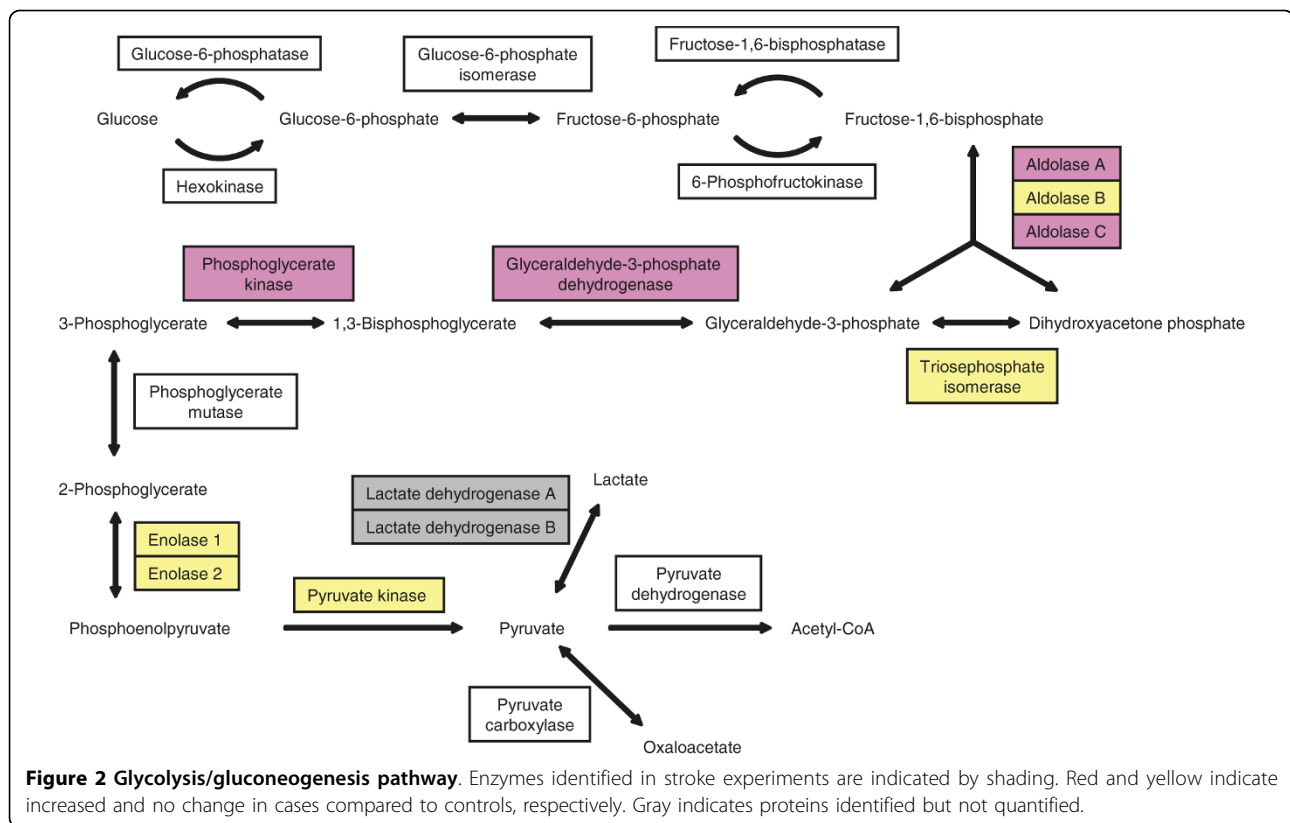 Glucose-6-phosphatase
Glucose-6-phosphate
isomerase
Fructose-1,6-bisphosphatase
Glucose
Glucose-6-phosphate
Fructose-6-phosphate
Fructose-1,6-bisphosphate
Hexokinase
6-Phosphofructokinase
Aldolase A
Aldolase B
Aldolase C
Phosphoglycerate
kinase
Glyceraldehyde-3-phosphate
dehydrogenase
3-Phosphoglycerate
1,3-Bisphosphoglycerate
Glyceraldehyde-3-phosphate
Dihydroxyacetone phosphate
Triosephosphate
isomerase
Phosphoglycerate
mutase
2-Phosphoglycerate
Lactate dehydrogenase A
Lactate dehydrogenase B
Lactate
Enolase 1
Enolase 2
Pyruvate kinase
Pyruvate
dehydrogenase
Phosphoenolpyruvate
Pyruvate
Acetyl-CoA
Pyruvate
carboxylase
Oxaloacetate
Figure 2 Glycolysis/gluconeogenesis pathway. Enzymes identified in stroke experiments are indicated by shading. Red and yellow indicate
increased and no change in cases compared to controls, respectively. Gray indicates proteins identified but not quantified.